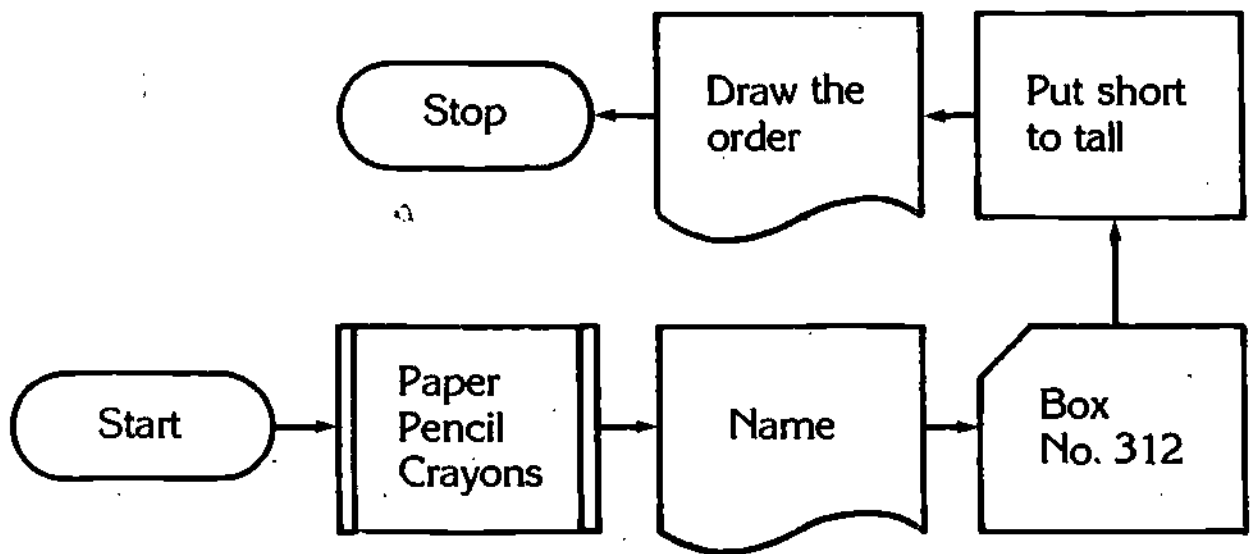 Stop
Draw the
order
Put short
to tall
Start
Paper
Pencil
Crayons
Name
Box
No. 312